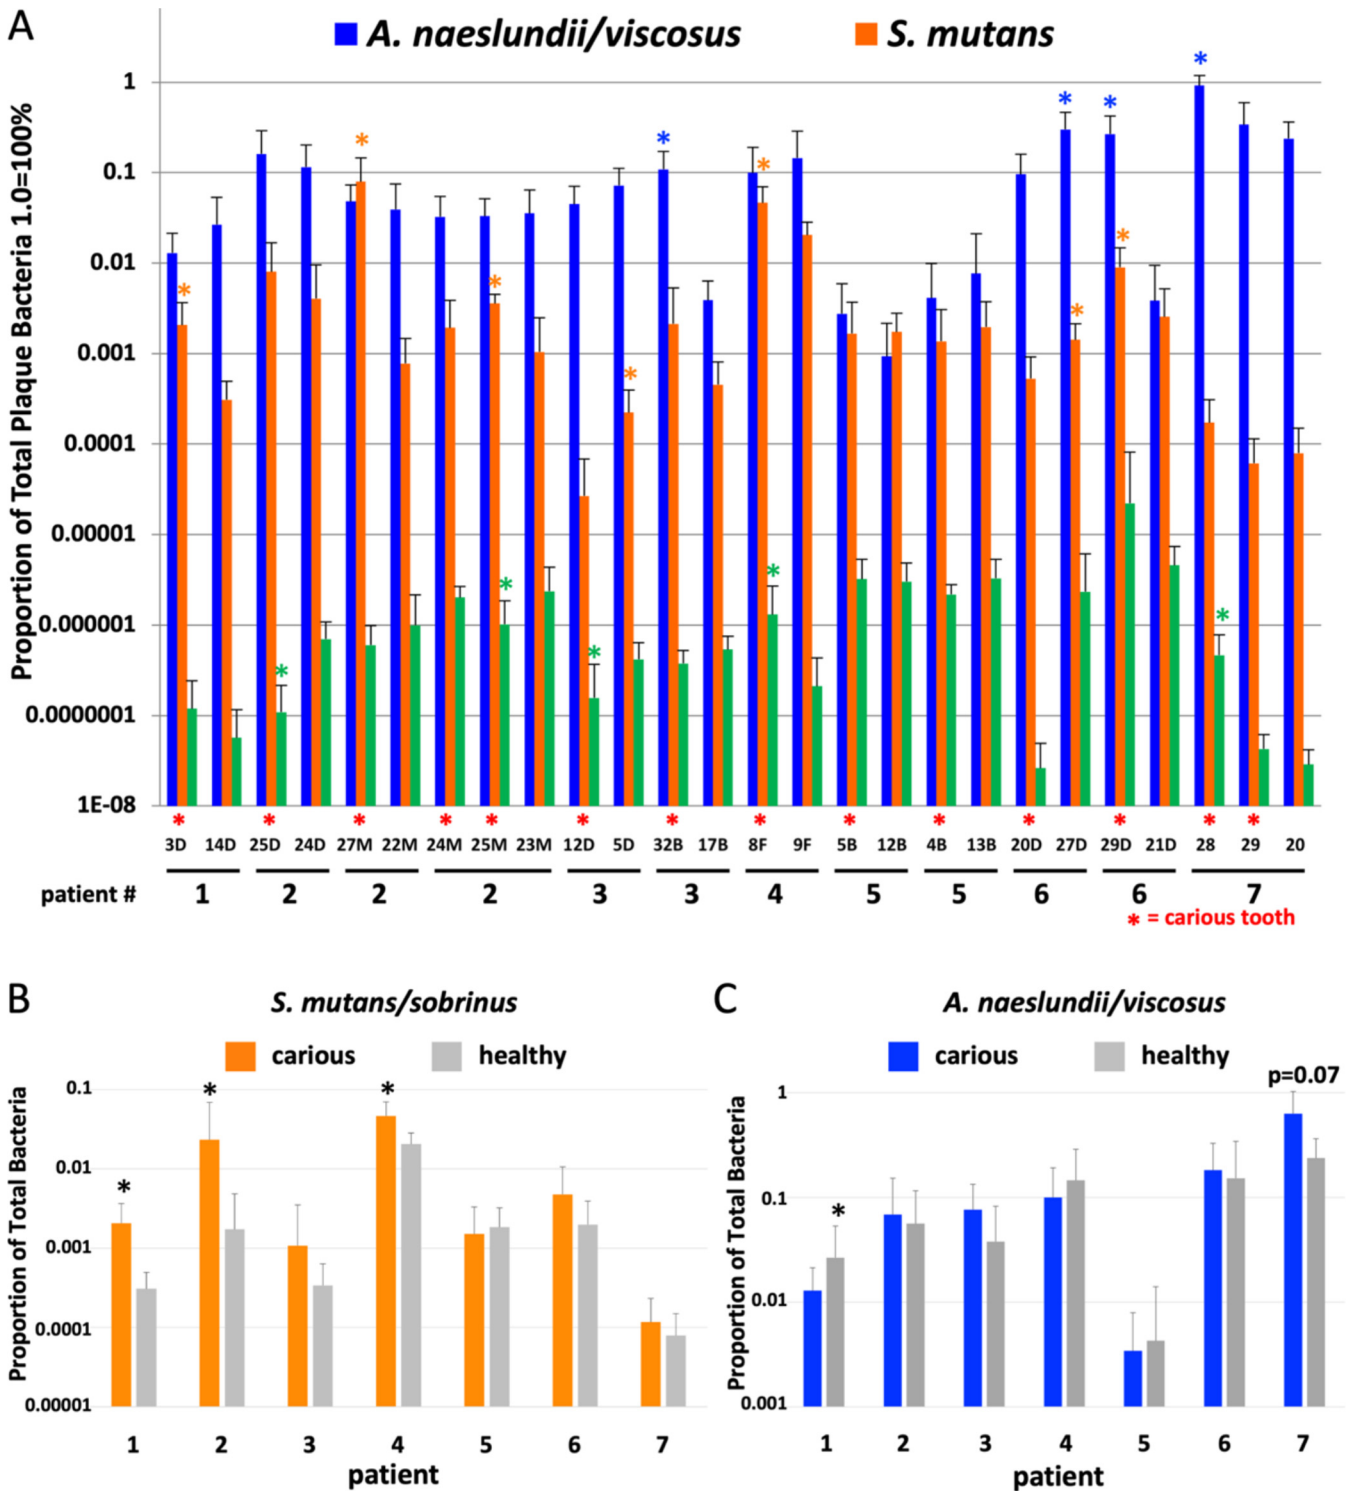 A
A. naeslundii/viscosus S. mutans
Proportion of Total Plaque Bacteria 1.0=100%
1
0.1
0.01
0.001
0.0001
0.00001
0.000001
0.0000001
1E-08
* * * * * * * * * * * * * * * * *
* * * * * * * * * * * * * *
3D 14D 25D 24D 27M 22M 24M 25M 23M 12D 5D 32B 17B 8F 9F 5B 12B 4B 13B 20D 27D 29D 21D 28 29 20
patient # 1 2 2 2 3 3 4 5 5 6 6 7
* = carious tooth
B
S. mutans/sobrinus
carious healthy
Proportion of Total Bacteria
0.1
0.01
0.001
0.0001
0.00001
* * *
1 2 3 4 5 6 7
patient
C
A. naeslundii/viscosus
carious healthy
p=0.07
Proportion of Total Bacteria
1
0.1
0.01
0.001
*
1 2 3 4 5 6 7
patient